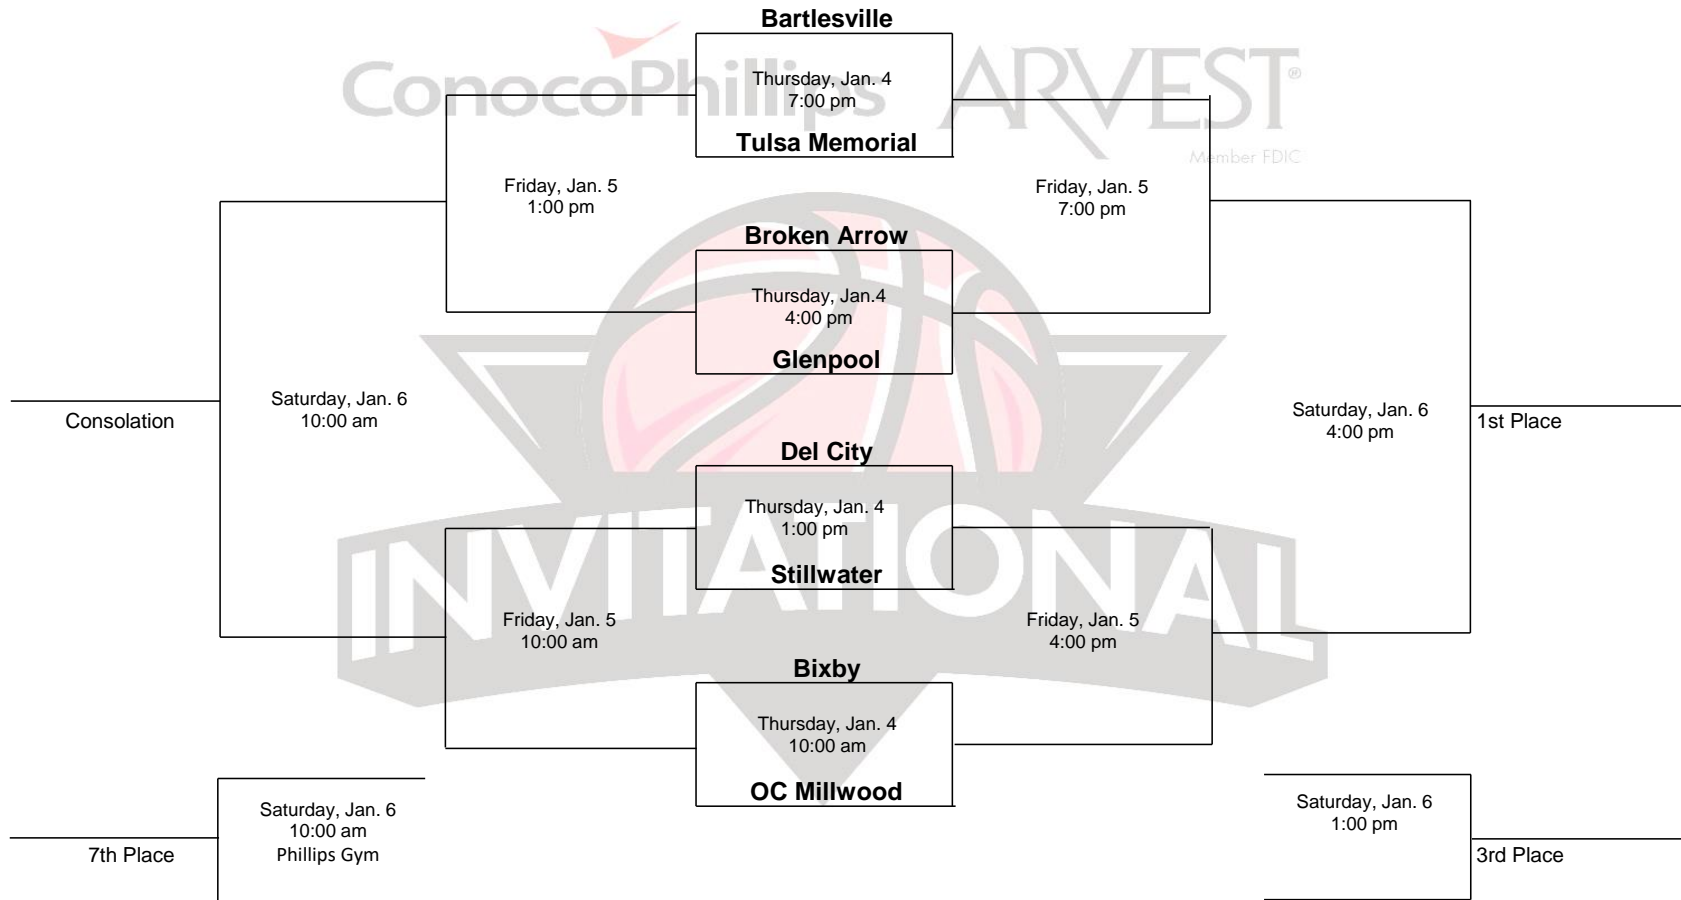 Bartlesville
ConocoPhillips
ARVEST®
Member FDIC
Thursday, Jan. 4
7:00 pm
Tulsa Memorial
Friday, Jan. 5
1:00 pm
Friday, Jan. 5
7:00 pm
Broken Arrow
Thursday, Jan.4
4:00 pm
Glenpool
Saturday, Jan. 6
10:00 am
Consolation
Saturday, Jan. 6
4:00 pm
1st Place
Del City
Thursday, Jan. 4
1:00 pm
Stillwater
INVITATIONAL
Friday, Jan. 5
10:00 am
Friday, Jan. 5
4:00 pm
Bixby
Thursday, Jan. 4
10:00 am
OC Millwood
Saturday, Jan. 6
10:00 am
Phillips Gym
7th Place
Saturday, Jan. 6
1:00 pm
3rd Place